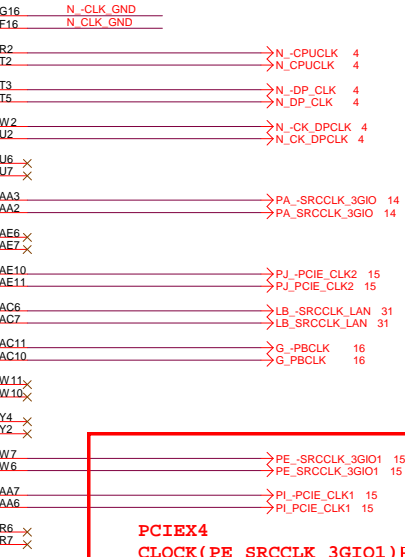 G16 N_-CLK_GND
F16 N_CLK_GND
R2 N_-CPUCLK 4
T2 N_CPUCLK 4
T3 N_-DP_CLK 4
T5 N_DP_CLK 4
W2 N_-CK_DPCLK 4
U2 N_CK_DPCLK 4
U6
U7
AA3 PA_-SRCCLK_3GIO 14
AA2 PA_SRCCLK_3GIO 14
AE6
AE7
AE10 PJ_-PCIE_CLK2 15
AE11 PJ_PCIE_CLK2 15
AC6 LB_-SRCCLK_LAN 31
AC7 LB_SRCCLK_LAN 31
AC11 G_-PBCLK 16
AC10 G_PBCLK 16
W11
W10
Y4
Y2
W7 PE_-SRCCLK_3GIO1 15
W6 PE_SRCCLK_3GIO1 15
AA7 PI_-PCIE_CLK1 15
AA6 PI_PCIE_CLK1 15
R6
R7
PCIEX4
CLOCK(PE_SRCCLK_3GIO1)